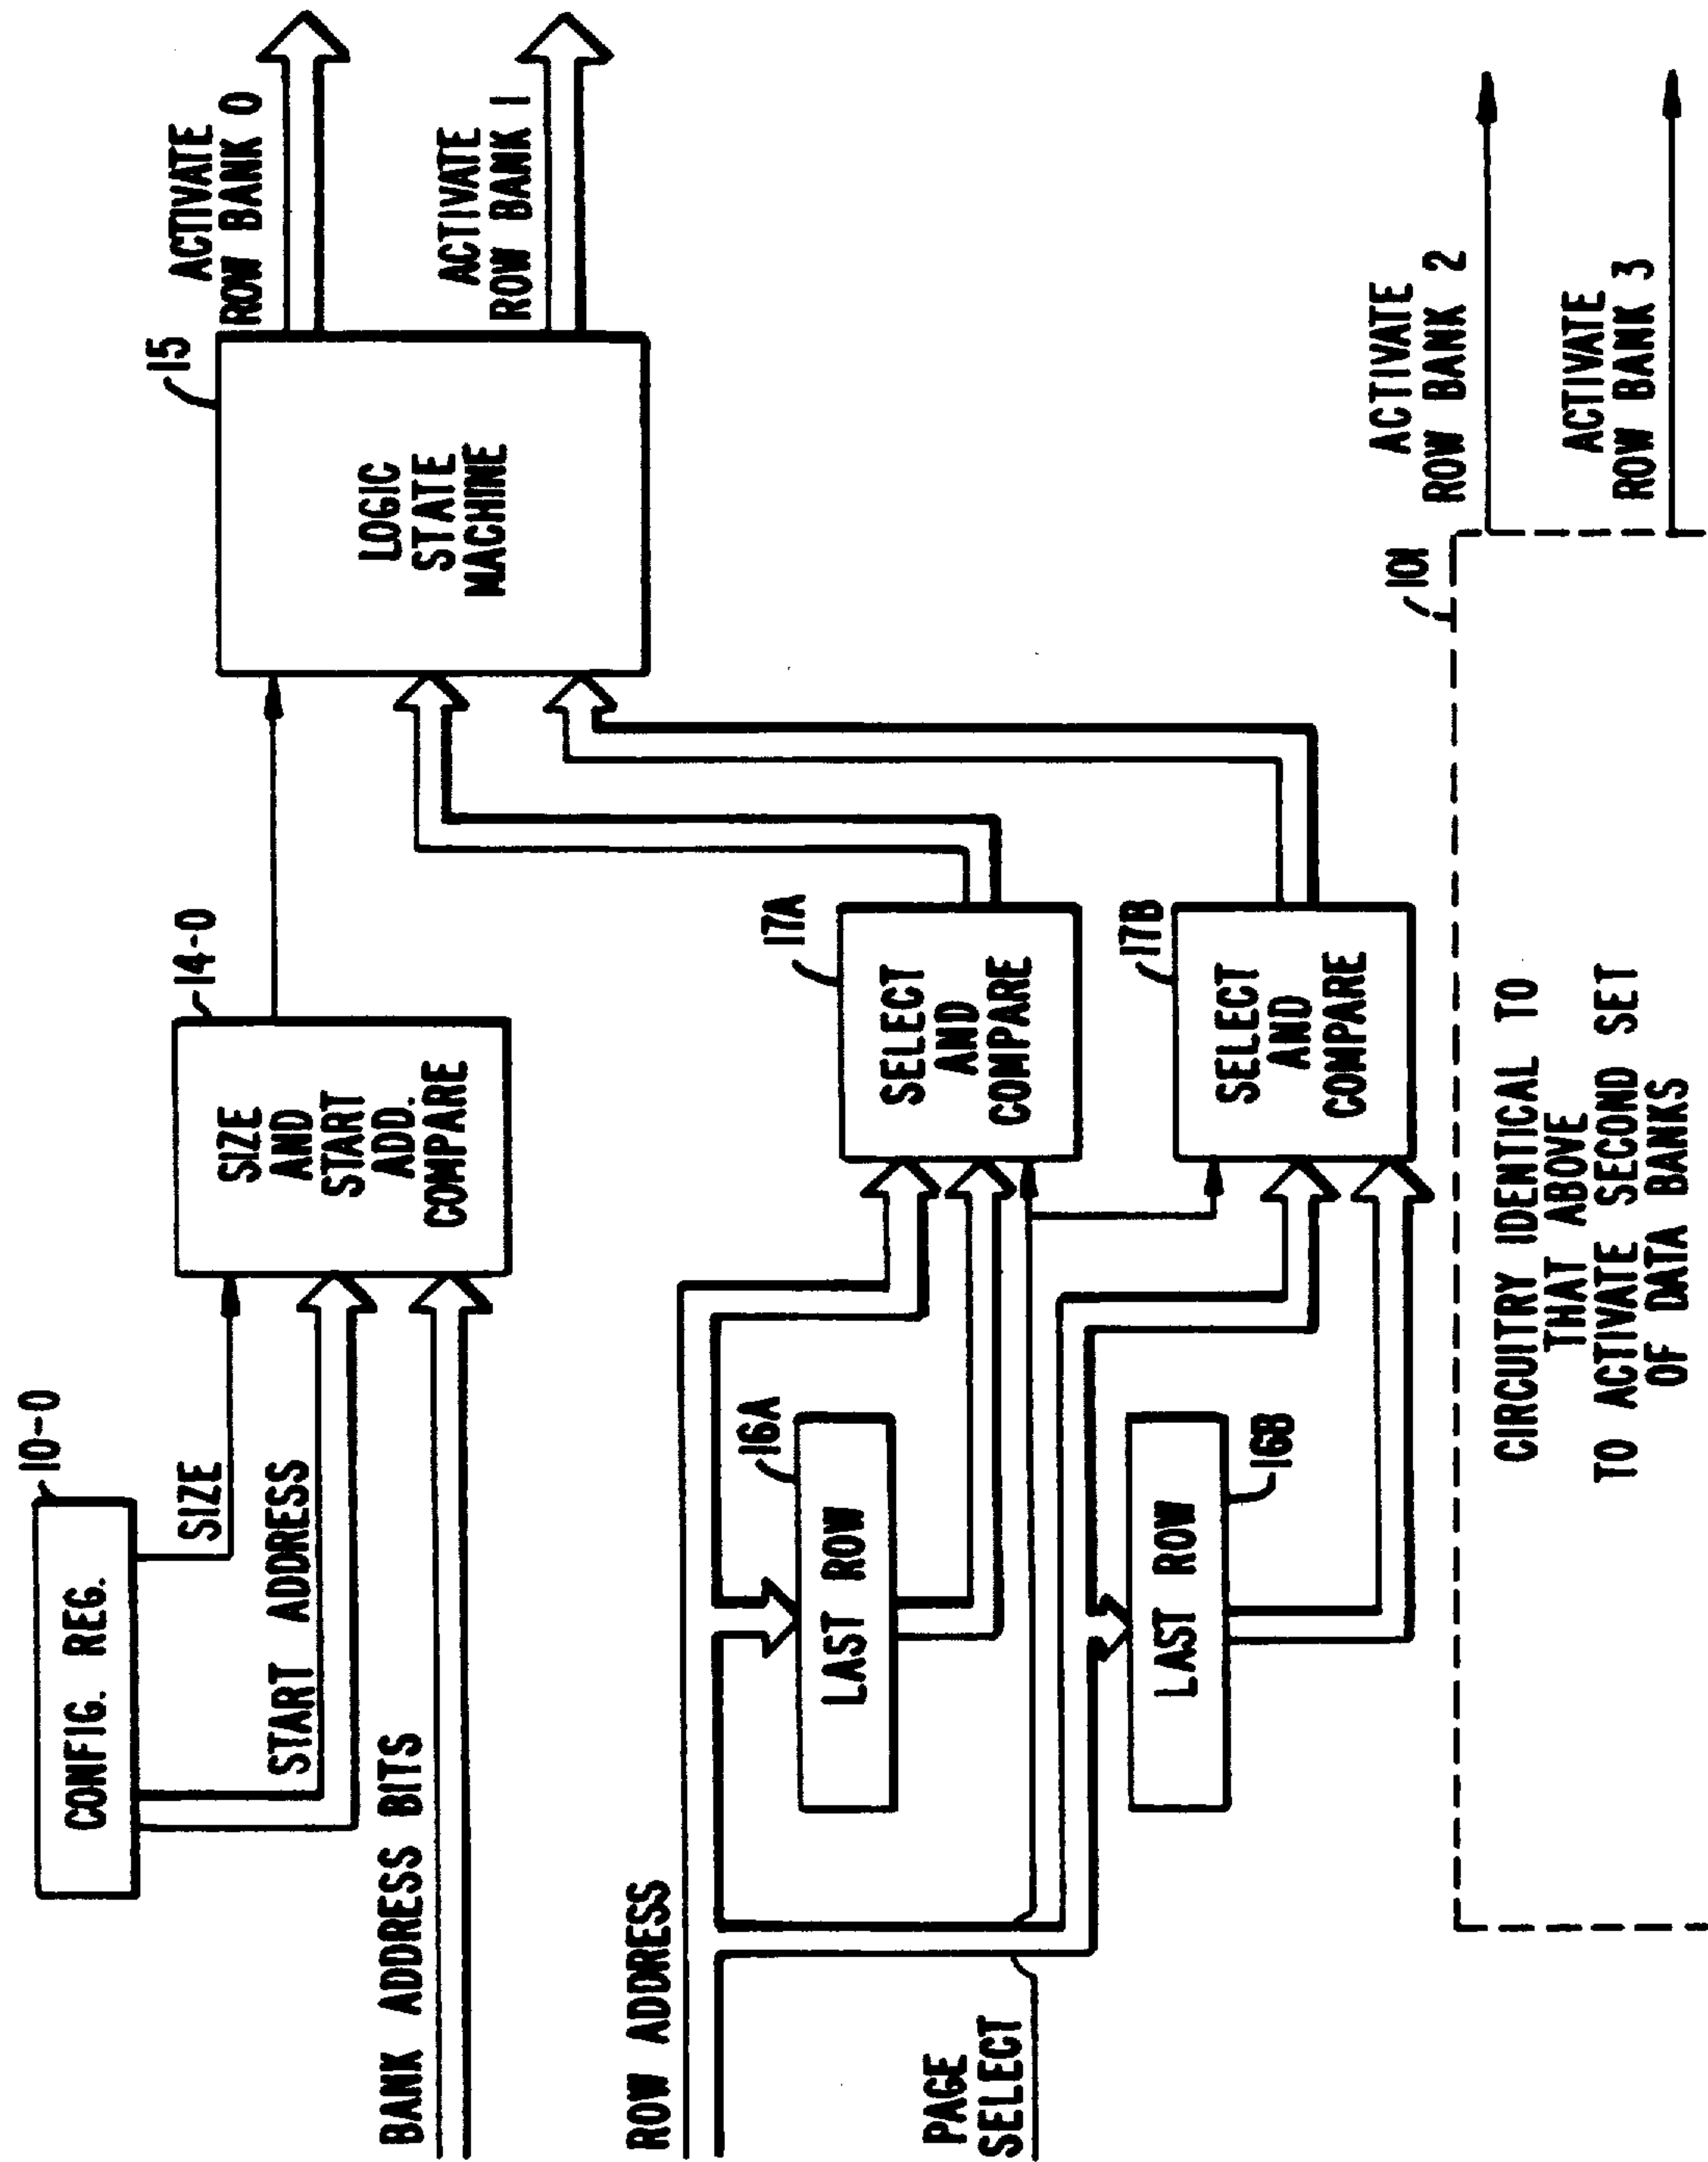 10-0
CONFIG. REG.
SIZE
START ADDRESS
BANK ADDRESS BITS
14-0
SIZE
AND
START
ADD.
COMPARE
15
LOGIC
STATE
MACHINE
ACTIVATE
ROW BANK 0
ACTIVATE
ROW BANK 1
ROW ADDRESS
16A
LAST ROW
17A
SELECT
AND
COMPARE
PAGE
SELECT
LAST ROW
16B
17B
SELECT
AND
COMPARE
101
ACTIVATE
ROW BANK 2
ACTIVATE
ROW BANK 3
CIRCUITRY IDENTICAL TO
THAT ABOVE
TO ACTIVATE SECOND SET
OF DATA BANKS